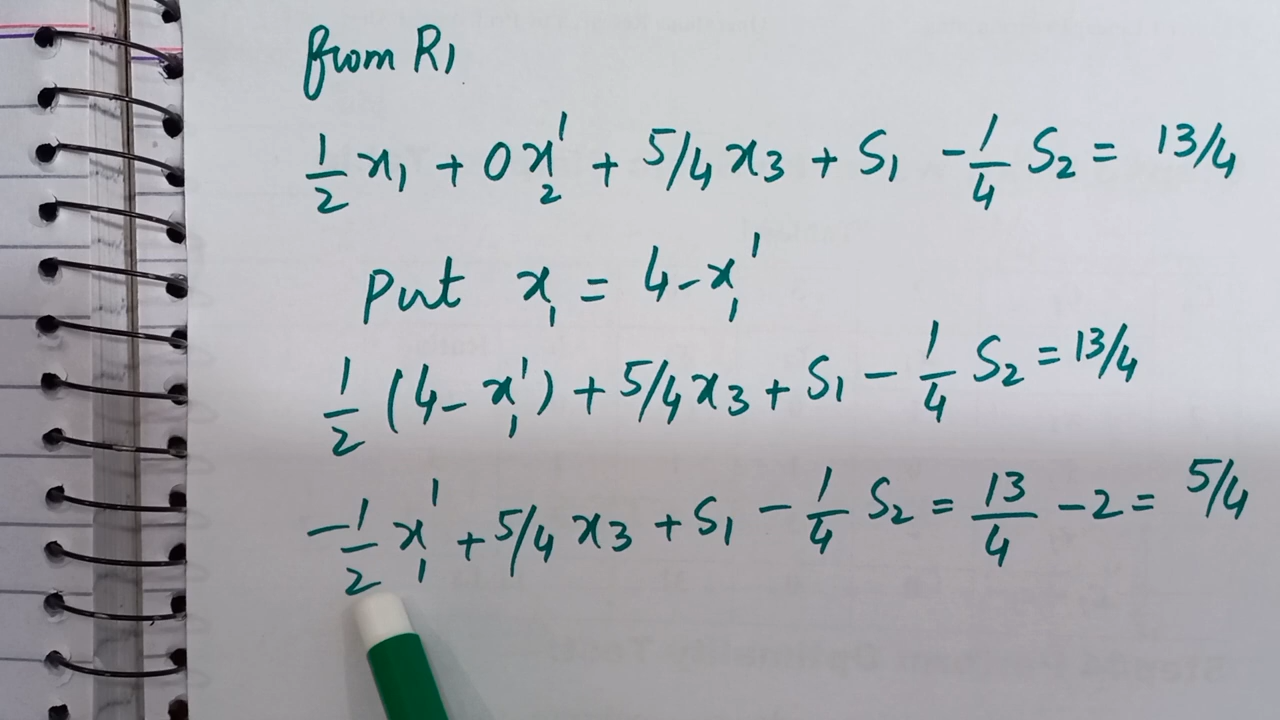 from R₁
1/2 x₁ + 0x₂' + 5/4 x₃ + S₁ - 1/4 S₂ = 13/4
Put x₁ = 4 - x₁'
1/2 (4 - x₁') + 5/4 x₃ + S₁ - 1/4 S₂ = 13/4
-1/2 x₁' + 5/4 x₃ + S₁ - 1/4 S₂ = 13/4 - 2 = 5/4